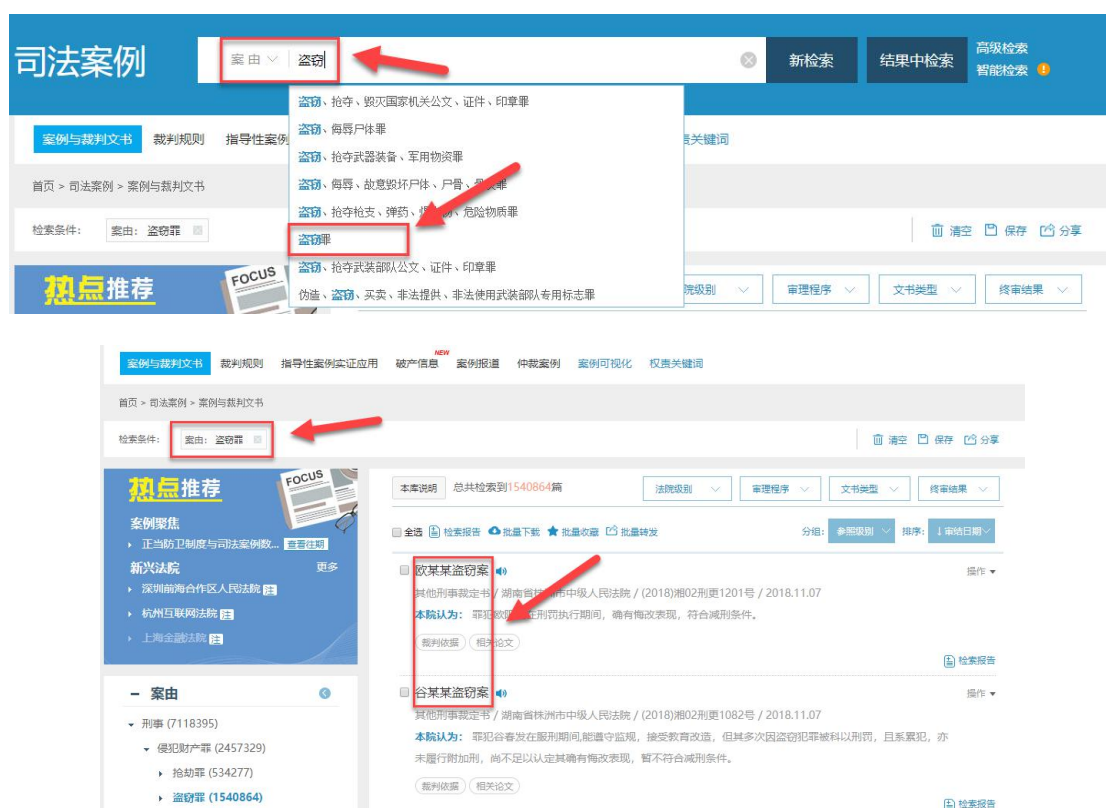 司法案例 案由 盗窃 新检索 结果中检索 高级检索
智能检索
盗窃、抢夺、毁灭国家机关公文、证件、印章罪
盗窃、侮辱尸体罪
案例与裁判文书 裁判规则 指导性案例 责关键词
盗窃、抢夺武器装备、军用物资罪
首页 > 司法案例 > 案例与裁判文书
盗窃、侮辱、故意毁坏尸体、尸骨、罪
盗窃、抢夺枪支、弹药、危险物质罪
检索条件: 案由: 盗窃罪 清空 保存 分享
盗窃罪
盗窃、抢夺武装部队公文、证件、印章罪
热点推荐 FOCUS
伪造、盗窃、买卖、非法提供、非法使用武装部队专用标志罪
院级别 审理程序 文书类型 终审结果
案例与裁判文书 裁判规则 指导性案例实证应用 破产信息 NEW 案例报道 仲裁案例 案例可视化 权责关键词
首页 > 司法案例 > 案例与裁判文书
检索条件: 案由: 盗窃罪 清空 保存 分享
热点推荐 FOCUS
本库说明 总共检索到1540864篇 法院级别 审理程序 文书类型 终审结果
案例聚焦
正当防卫制度与司法案例数... 查看往期
全选 检索报告 批量下载 批量收藏 批量转发 分组: 参照级别 排序: ↓审结日期
新兴法院 更多
深圳前海合作区人民法院 注
杭州互联网法院 注
上海金融法院 注
欧某某盗窃案 操作
其他刑事裁定书 / 湖南省株洲市中级人民法院 / (2018)湘02刑更1201号 / 2018.11.07
本院认为: 罪犯欧在刑罚执行期间，确有悔改表现，符合减刑条件。
裁判依据 相关论文
检索报告
案由
刑事 (7118395)
侵犯财产罪 (2457329)
抢劫罪 (534277)
盗窃罪 (1540864)
谷某某盗窃案 操作
其他刑事裁定书 / 湖南省株洲市中级人民法院 / (2018)湘02刑更1082号 / 2018.11.07
本院认为: 罪犯谷春发在服刑期间,能遵守监规，接受教育改造，但其多次因盗窃犯罪被科以刑罚，且系累犯，亦
未履行附加刑，尚不足以认定其确有悔改表现，暂不符合减刑条件。
裁判依据 相关论文
检索报告